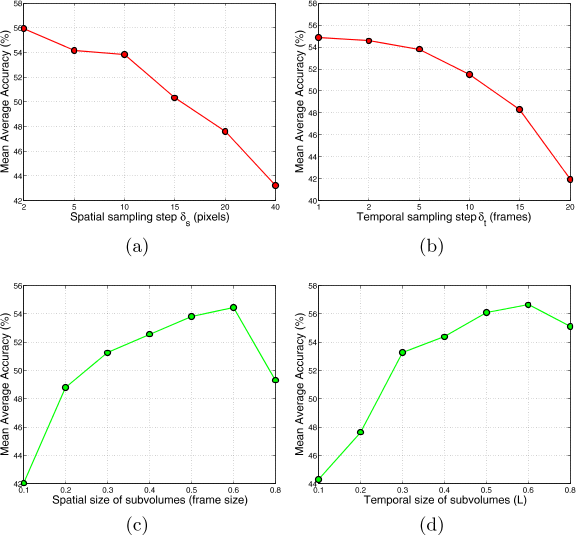 58
56
54
52
50
48
46
44
42
Mean Average Accuracy (%)
2 5 10 15 20 40
Spatial sampling step δs (pixels)
(a)
58
56
54
52
50
48
46
44
42
40
Mean Average Accuracy (%)
1 2 5 10 15 20
Temporal sampling step δt (frames)
(b)
56
54
52
50
48
46
44
42
Mean Average Accuracy (%)
0.1 0.2 0.3 0.4 0.5 0.6 0.8
Spatial size of subvolumes (frame size)
(c)
58
56
54
52
50
48
46
44
Mean Average Accuracy (%)
0.1 0.2 0.3 0.4 0.5 0.6 0.8
Temporal size of subvolumes (L)
(d)